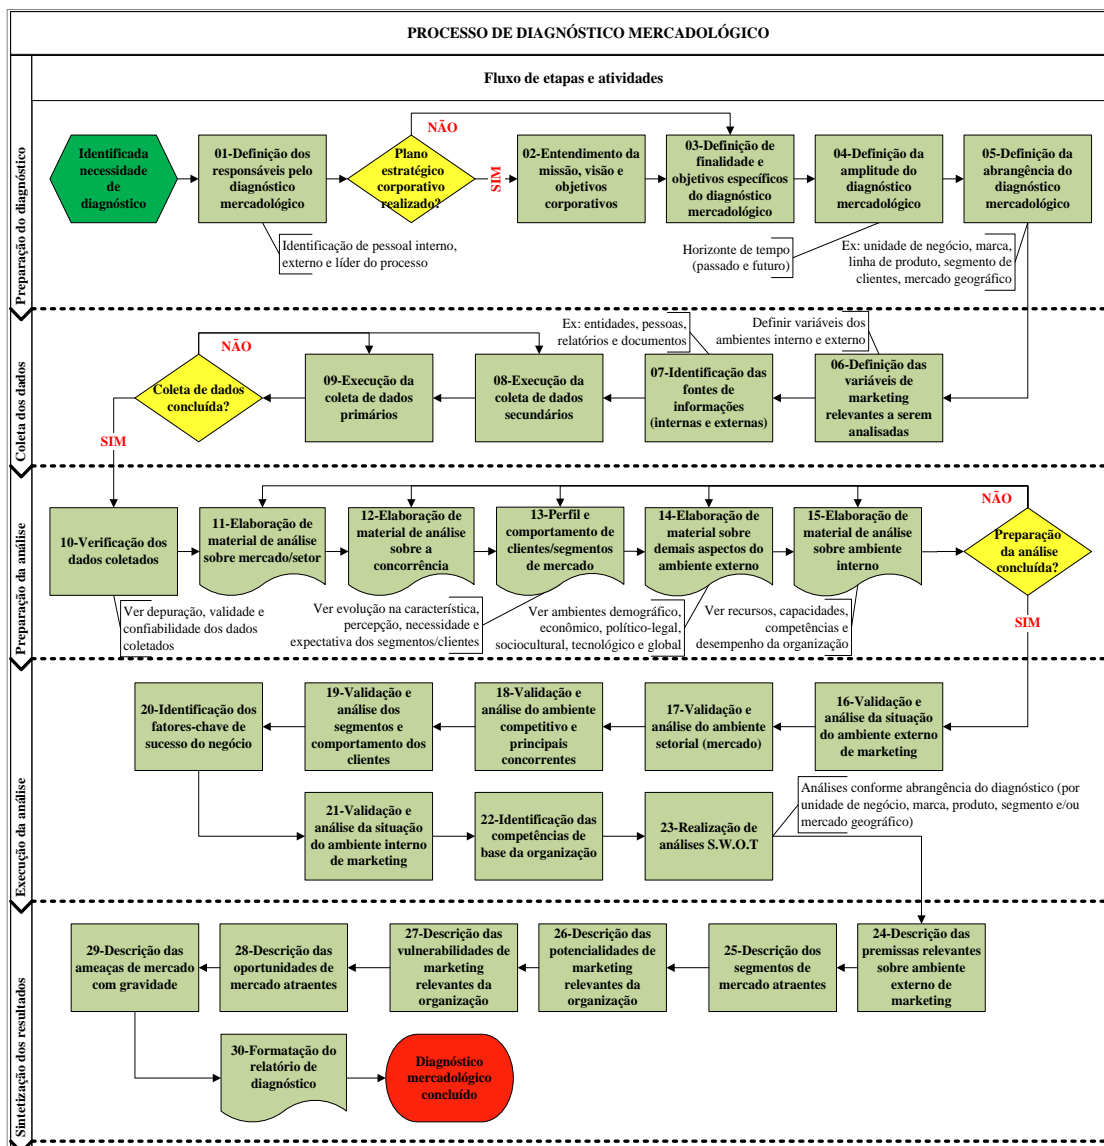 PROCESSO DE DIAGNÓSTICO MERCADOLÓGICO
Fluxo de etapas e atividades
Preparação do diagnóstico
Identificada
necessidade
de
diagnóstico
01-Definição dos
responsáveis pelo
diagnóstico
mercadológico
Identificação de pessoal interno,
externo e líder do processo
NÃO
Plano
estratégico
corporativo
realizado?
SIM
02-Entendimento da
missão, visão e
objetivos
corporativos
03-Definição de
finalidade e
objetivos específicos
do diagnóstico
mercadológico
04-Definição da
amplitude do
diagnóstico
mercadológico
Horizonte de tempo
(passado e futuro)
05-Definição da
abrangência do
diagnóstico
mercadológico
Ex: unidade de negócio, marca,
linha de produto, segmento de
clientes, mercado geográfico
Coleta dos dados
Definir variáveis dos
ambientes interno e externo
06-Definição das
variáveis de
marketing
relevantes a serem
analisadas
Ex: entidades, pessoas,
relatórios e documentos
07-Identificação das
fontes de
informações
(internas e externas)
08-Execução da
coleta de dados
secundários
09-Execução da
coleta de dados
primários
NÃO
Coleta de dados
concluída?
SIM
Preparação da análise
10-Verificação dos
dados coletados
Ver depuração, validade e
confiabilidade dos dados
coletados
11-Elaboração de
material de análise
sobre mercado/setor
12-Elaboração de
material de análise
sobre a
concorrência
13-Perfil e
comportamento de
clientes/segmentos
de mercado
Ver evolução na característica,
percepção, necessidade e
expectativa dos segmentos/clientes
14-Elaboração de
material sobre
demais aspectos do
ambiente externo
Ver ambientes demográfico,
econômico, político-legal,
sociocultural, tecnológico e global
15-Elaboração de
material de análise
sobre ambiente
interno
Ver recursos, capacidades,
competências e
desempenho da organização
NÃO
Preparação
da análise
concluída?
SIM
Execução da análise
16-Validação e
análise da situação
do ambiente externo
de marketing
17-Validação e
análise do ambiente
setorial (mercado)
18-Validação e
análise do ambiente
competitivo e
principais
concorrentes
19-Validação e
análise dos
segmentos e
comportamento dos
clientes
20-Identificação dos
fatores-chave de
sucesso do negócio
21-Validação e
análise da situação
do ambiente interno
de marketing
22-Identificação das
competências de
base da organização
23-Realização de
análises S.W.O.T
Análises conforme abrangência do diagnóstico (por
unidade de negócio, marca, produto, segmento e/ou
mercado geográfico)
Sintetização dos resultados
24-Descrição das
premissas relevantes
sobre ambiente
externo de
marketing
25-Descrição dos
segmentos de
mercado atraentes
26-Descrição das
potencialidades de
marketing
relevantes da
organização
27-Descrição das
vulnerabilidades de
marketing
relevantes da
organização
28-Descrição das
oportunidades de
mercado atraentes
29-Descrição das
ameaças de mercado
com gravidade
30-Formatação do
relatório de
diagnóstico
Diagnóstico
mercadológico
concluído